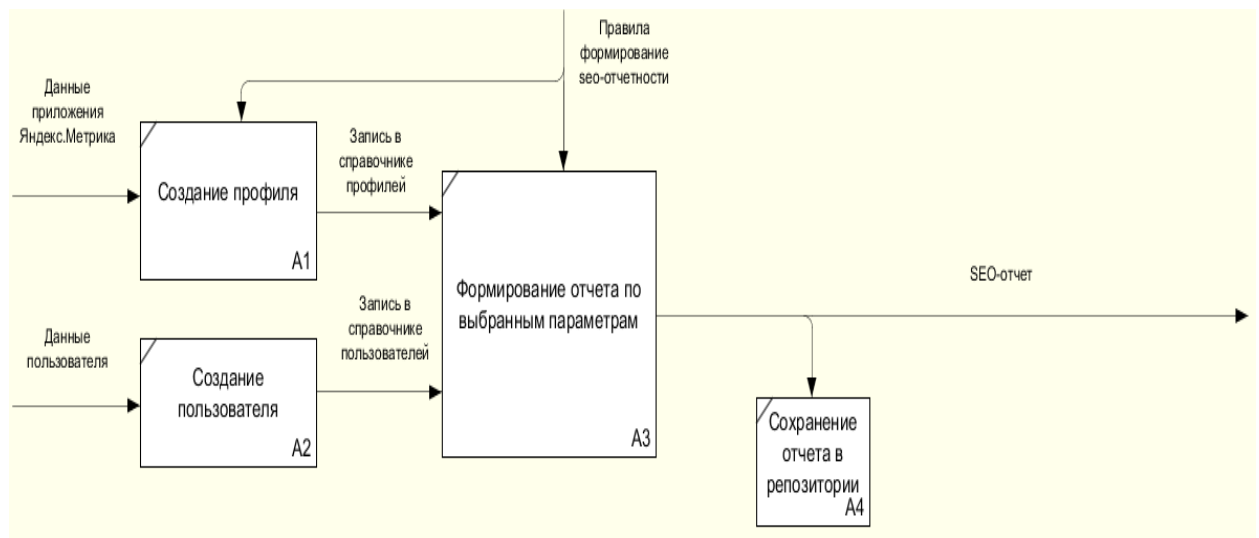 Правила
формирование
seo-отчетности
Данные
приложения
Яндекс.Метрика
Создание профиля
A1
Запись в
справочнике
профилей
Данные
пользователя
Создание
пользователя
A2
Запись в
справочнике
пользователей
Формирование отчета по
выбранным параметрам
A3
SEO-отчет
Сохранение
отчета в
репозитории
A4